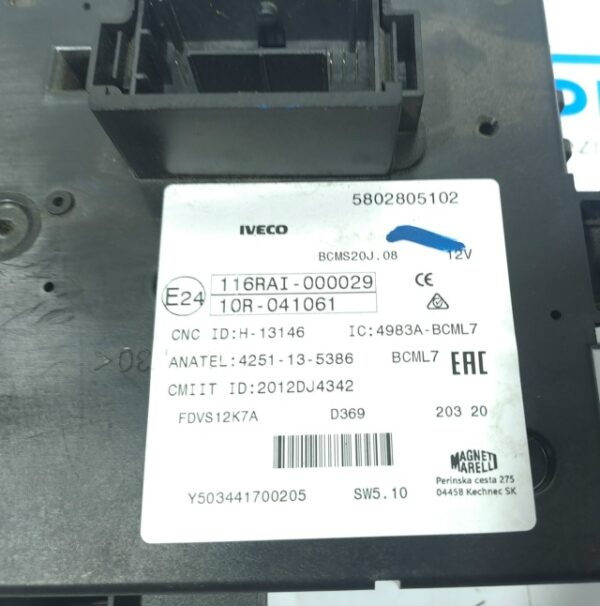 5802805102
IVECO
BCMS20J.08 12V
E24 116RAI-000029 CE
10R-041061
CNC ID:H-13146 IC:4983A-BCML7
ANATEL:4251-13-5386 BCML7 EAC
CMIIT ID:2012DJ4342
FDVS12K7A D369 203 20
MAGNETI
MARELLI
Perinska cesta 275
04458 Kechnec SK
Y503441700205 SW5.10